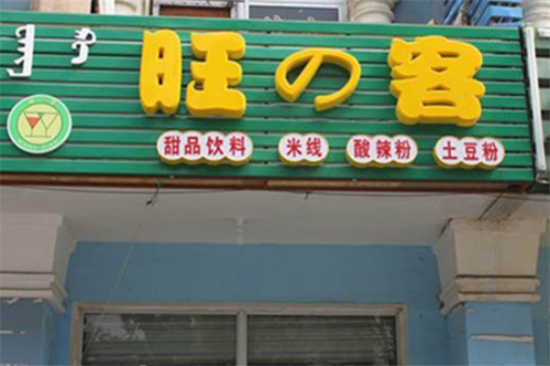 旺の客
甜品饮料 米线 酸辣粉 土豆粉